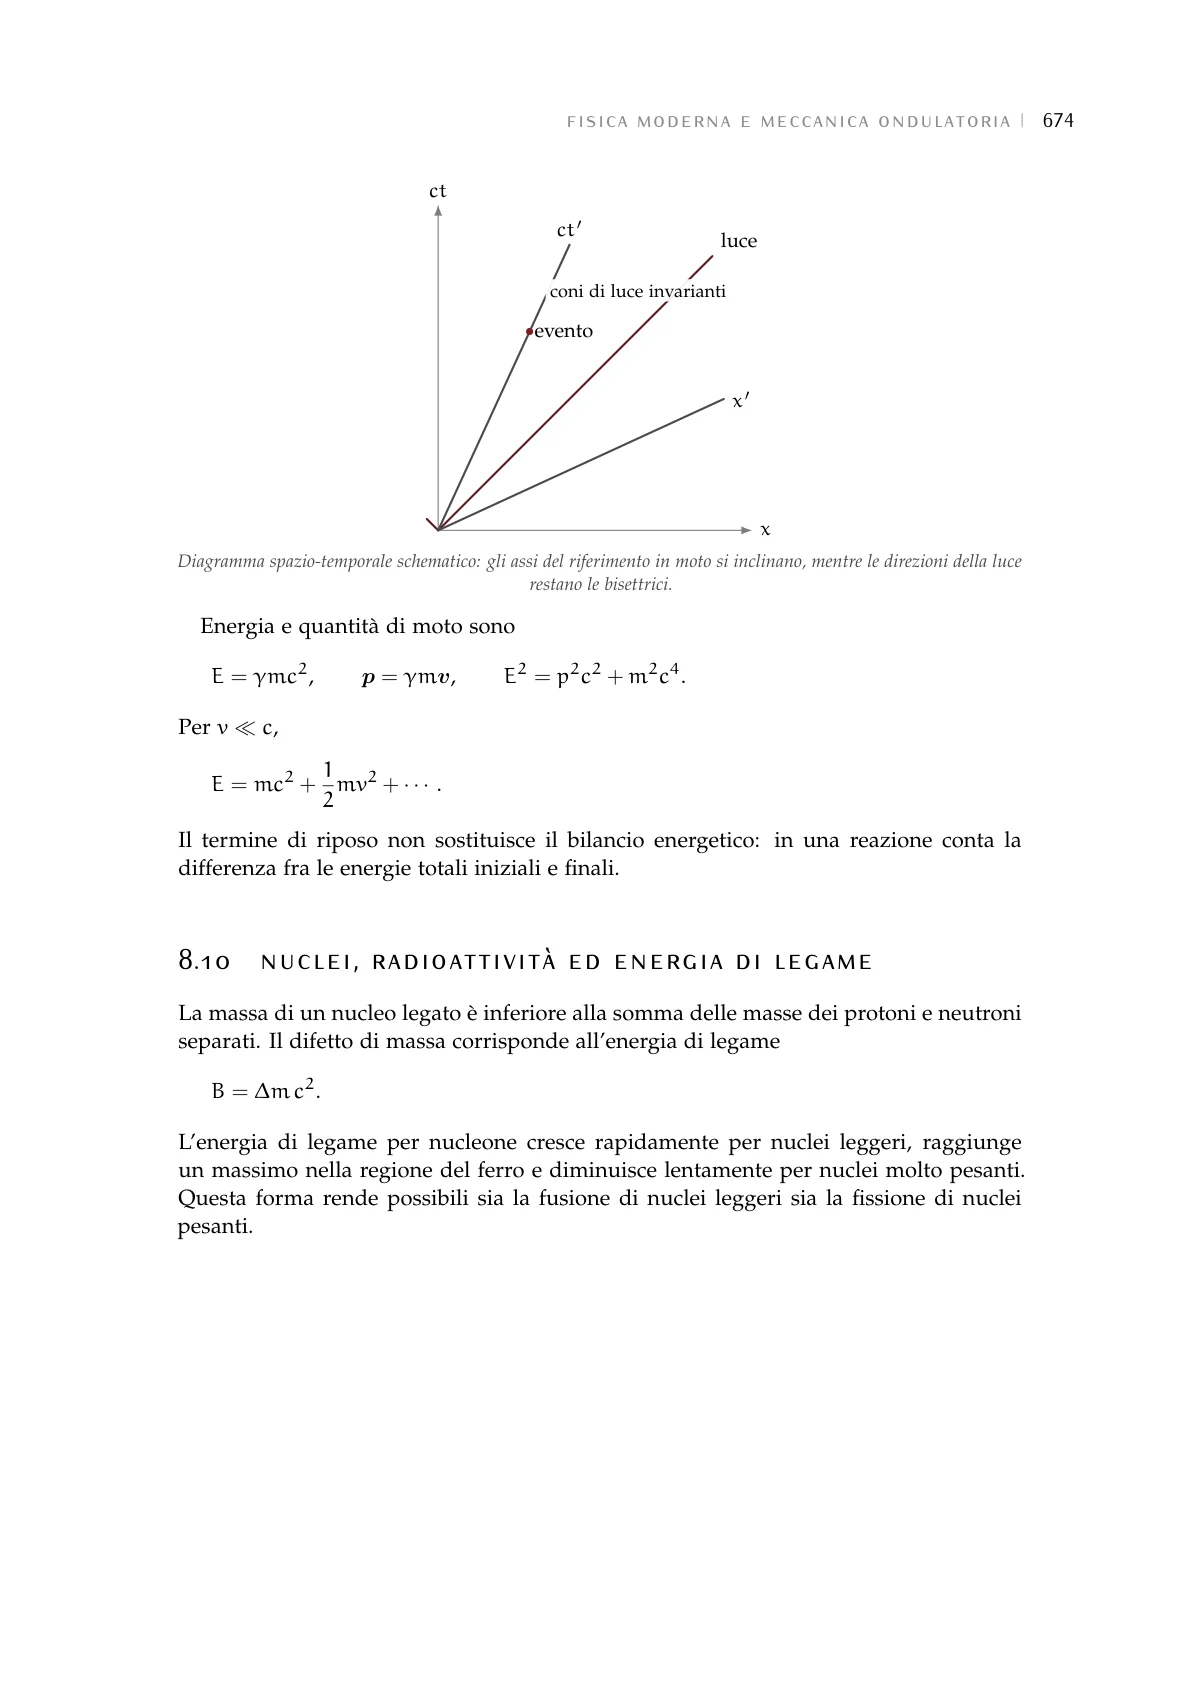 FISICA MODERNA E MECCANICA ONDULATORIA | 674
ct
ct′
luce
coni di luce invarianti
evento
x′
x
Diagramma spazio-temporale schematico: gli assi del riferimento in moto si inclinano, mentre le direzioni della luce
restano le bisettrici.
Energia e quantità di moto sono
E = γmc², p = γmv, E² = p²c² + m²c⁴.
Per v ≪ c,
E = mc² + 1/2 mv² + ⋯ .
Il termine di riposo non sostituisce il bilancio energetico: in una reazione conta la
differenza fra le energie totali iniziali e finali.
8.10 NUCLEI, RADIOATTIVITÀ ED ENERGIA DI LEGAME
La massa di un nucleo legato è inferiore alla somma delle masse dei protoni e neutroni
separati. Il difetto di massa corrisponde all'energia di legame
B = Δm c².
L'energia di legame per nucleone cresce rapidamente per nuclei leggeri, raggiunge
un massimo nella regione del ferro e diminuisce lentamente per nuclei molto pesanti.
Questa forma rende possibili sia la fusione di nuclei leggeri sia la fissione di nuclei
pesanti.